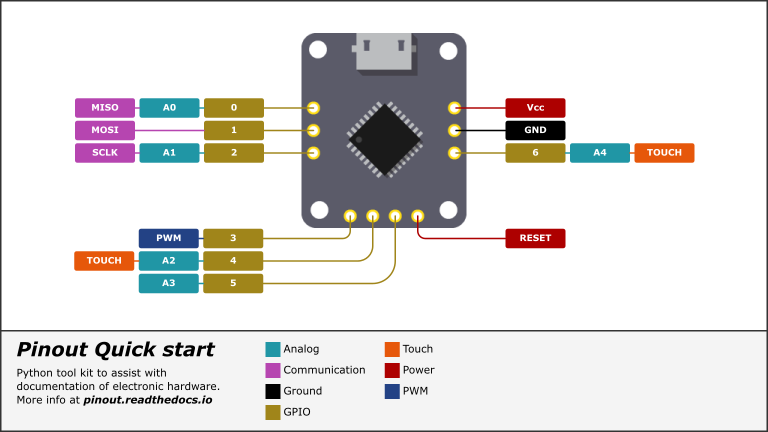 MISO A0 0
MOSI 1
SCLK A1 2
Vcc
GND
6 A4 TOUCH
PWM 3
TOUCH A2 4
A3 5
RESET
Pinout Quick start
Python tool kit to assist with
documentation of electronic hardware.
More info at pinout.readthedocs.io
Analog
Communication
Ground
GPIO
Touch
Power
PWM